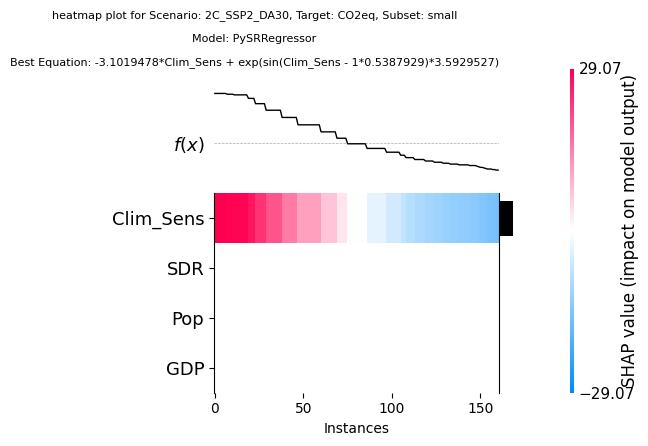 heatmap plot for Scenario: 2C_SSP2_DA30, Target: CO2eq, Subset: small
Model: PySRRegressor
Best Equation: -3.1019478*Clim_Sens + exp(sin(Clim_Sens - 1*0.5387929)*3.5929527)
29.07
f(x)
Clim_Sens
SDR
Pop
GDP
SHAP value (impact on model output)
−29.07
0
50
100
150
Instances